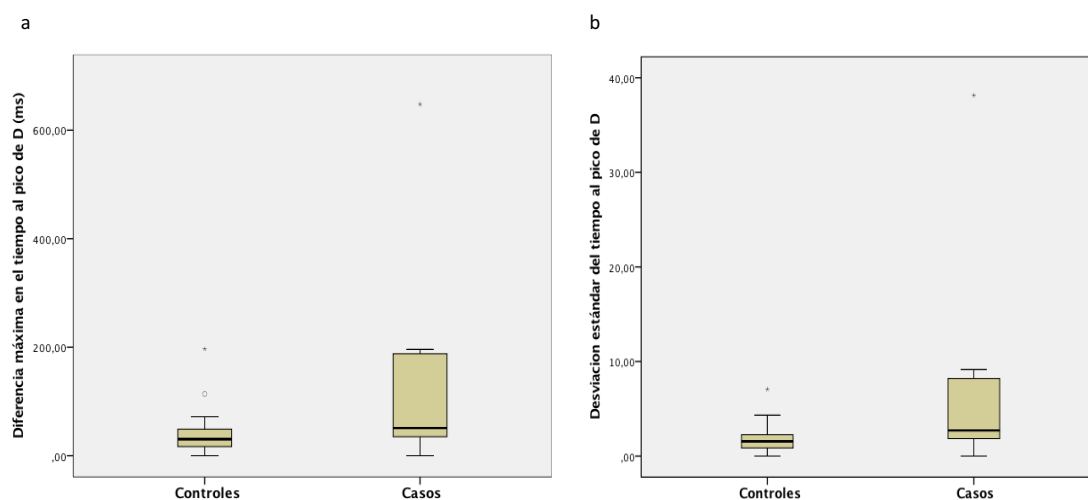 a
Diferencia máxima en el tiempo al pico de D (ms)
600,00
400,00
200,00
,00
Controles
Casos
b
Desviacion estándar del tiempo al pico de D
40,00
30,00
20,00
10,00
,00
Controles
Casos